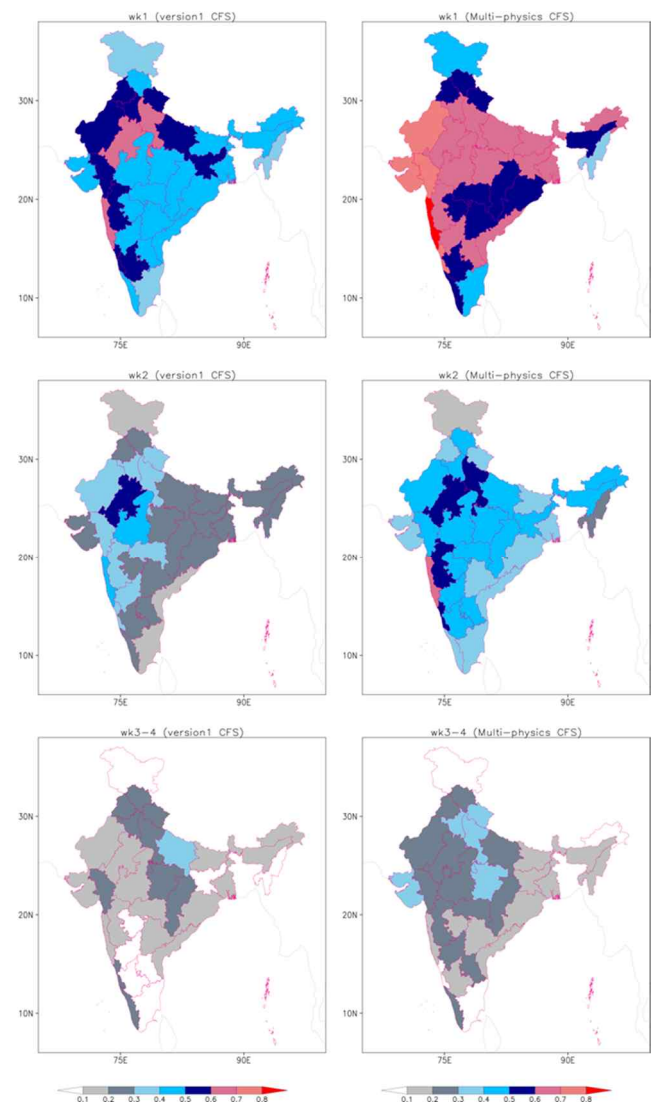 wk1 (version1 CFS)
wk1 (Multi-physics CFS)
30N
20N
10N
75E 90E
30N
20N
10N
75E 90E
wk2 (version1 CFS)
wk2 (Multi-physics CFS)
30N
20N
10N
75E 90E
30N
20N
10N
75E 90E
wk3-4 (version1 CFS)
wk3-4 (Multi-physics CFS)
30N
20N
10N
75E 90E
30N
20N
10N
75E 90E
0.1 0.2 0.3 0.4 0.5 0.6 0.7 0.8
0.1 0.2 0.3 0.4 0.5 0.6 0.7 0.8